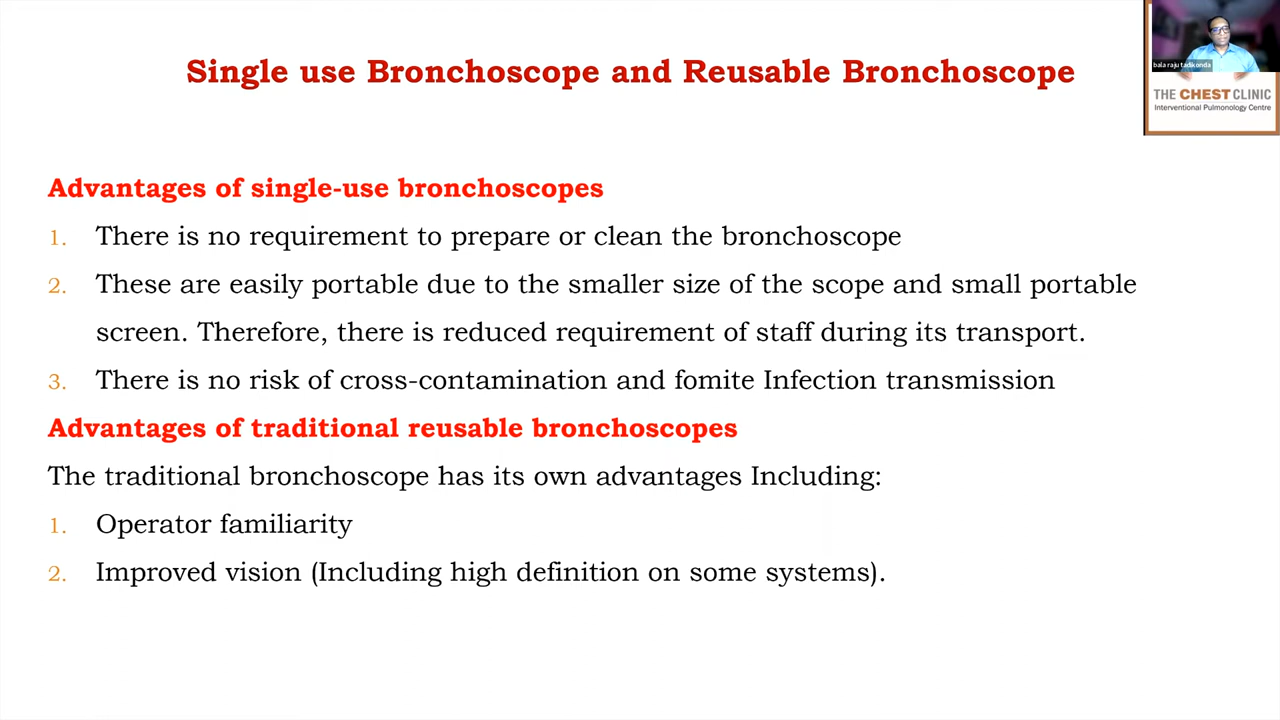 Single use Bronchoscope and Reusable Bronchoscope
bala raju tadikonda
THE CHEST CLINIC
Interventional Pulmonology Centre
Advantages of single-use bronchoscopes
1. There is no requirement to prepare or clean the bronchoscope
2. These are easily portable due to the smaller size of the scope and small portable
screen. Therefore, there is reduced requirement of staff during its transport.
3. There is no risk of cross-contamination and fomite Infection transmission
Advantages of traditional reusable bronchoscopes
The traditional bronchoscope has its own advantages Including:
1. Operator familiarity
2. Improved vision (Including high definition on some systems).